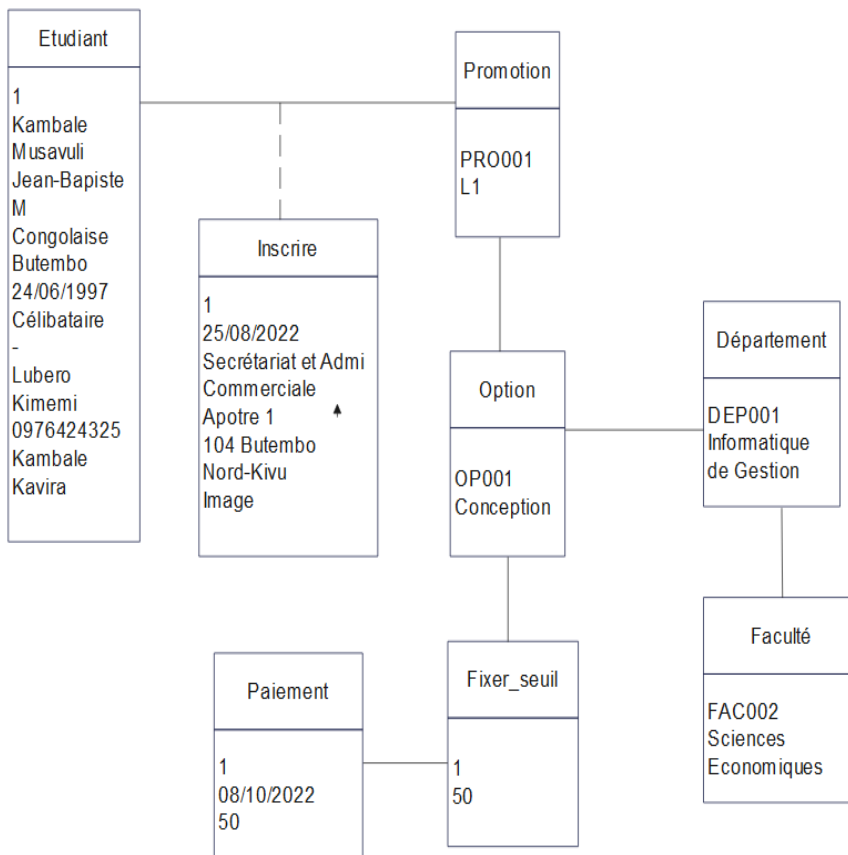 Etudiant
1
Kambale
Musavuli
Jean-Bapiste
M
Congolaise
Butembo
24/06/1997
Célibataire
-
Lubero
Kimemi
0976424325
Kambale
Kavira
Promotion
PRO001
L1
Inscrire
1
25/08/2022
Secrétariat et Admi
Commerciale
Apotre 1
104 Butembo
Nord-Kivu
Image
Option
OP001
Conception
Département
DEP001
Informatique
de Gestion
Paiement
1
08/10/2022
50
Fixer_seuil
1
50
Faculté
FAC002
Sciences
Economiques